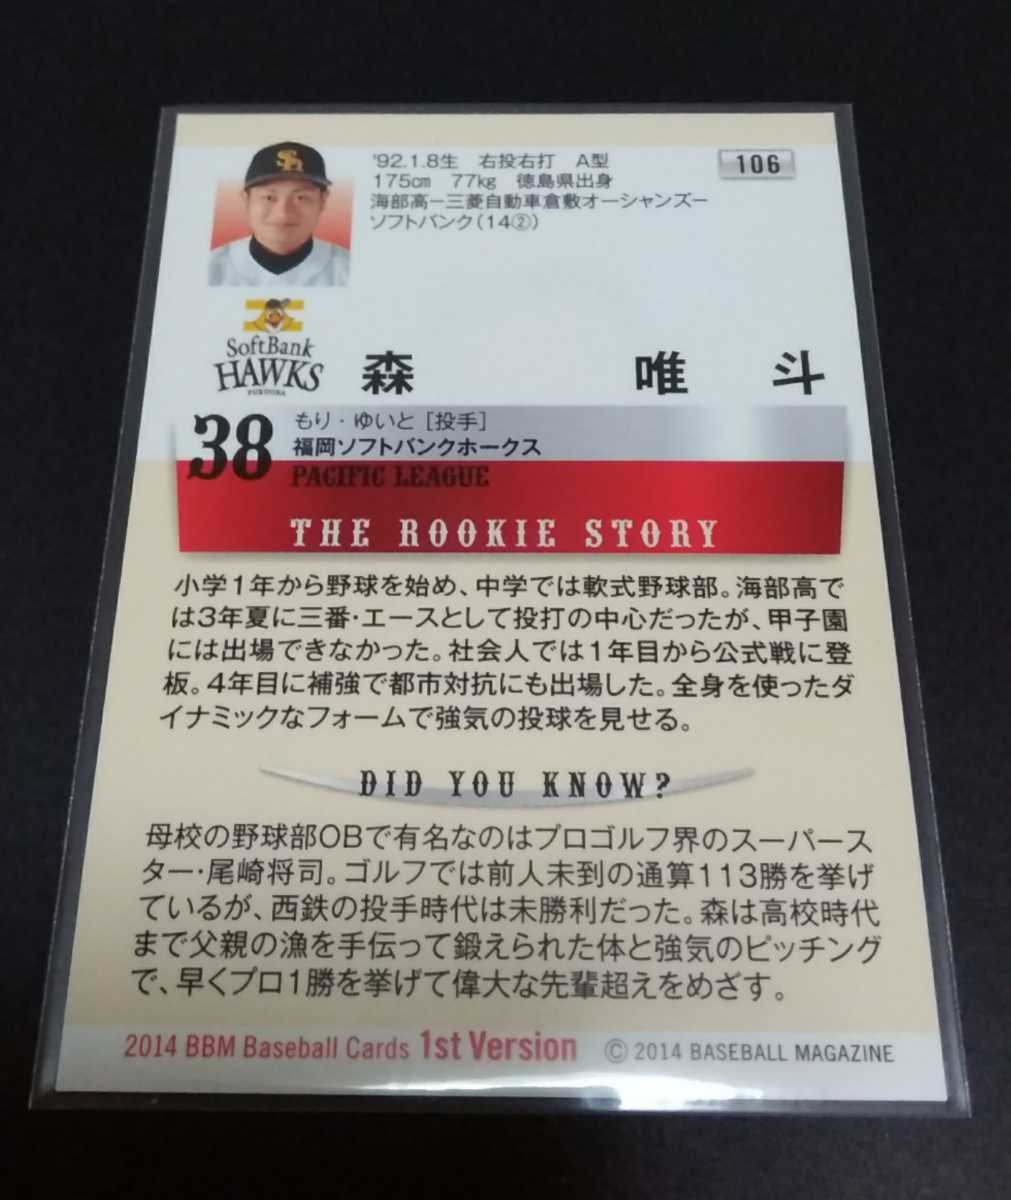 SH
'92.1.8生 右投右打 A型
106
175cm 77kg 徳島県出身
海部高ー三菱自動車倉敷オーシャンズー
ソフトバンク(14②)
SoftBank
HAWKS
FUKUOKA
森 唯斗
38
もり・ゆいと [投手]
福岡ソフトバンクホークス
PACIFIC LEAGUE
THE ROOKIE STORY
小学1年から野球を始め、中学では軟式野球部。海部高で
は3年夏に三番・エースとして投打の中心だったが、甲子園
には出場できなかった。社会人では1年目から公式戦に登
板。4年目に補強で都市対抗にも出場した。全身を使ったダ
イナミックなフォームで強気の投球を見せる。
DID YOU KNOW?
母校の野球部OBで有名なのはプロゴルフ界のスーパース
ター・尾崎将司。ゴルフでは前人未到の通算113勝を挙げ
ているが、西鉄の投手時代は未勝利だった。森は高校時代
まで父親の漁を手伝って鍛えられた体と強気のピッチング
で、早くプロ1勝を挙げて偉大な先輩超えをめざす。
2014 BBM Baseball Cards 1st Version © 2014 BASEBALL MAGAZINE